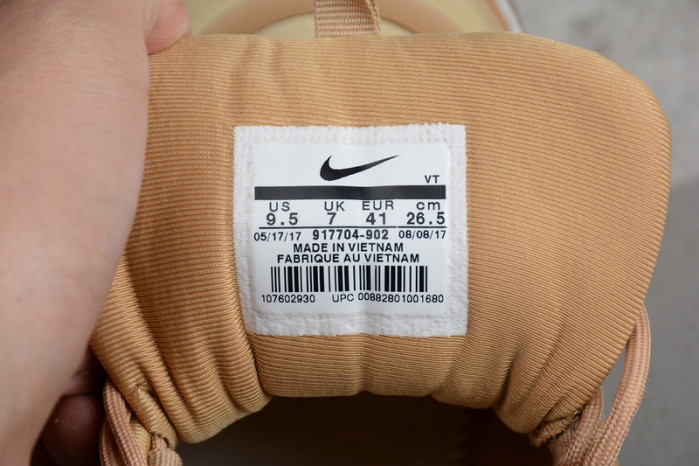 VT
US UK EUR cm
9.5 7 41 26.5
05/17/17 917704-902 08/08/17
MADE IN VIETNAM
FABRIQUE AU VIETNAM
107602930 UPC 00882801001680